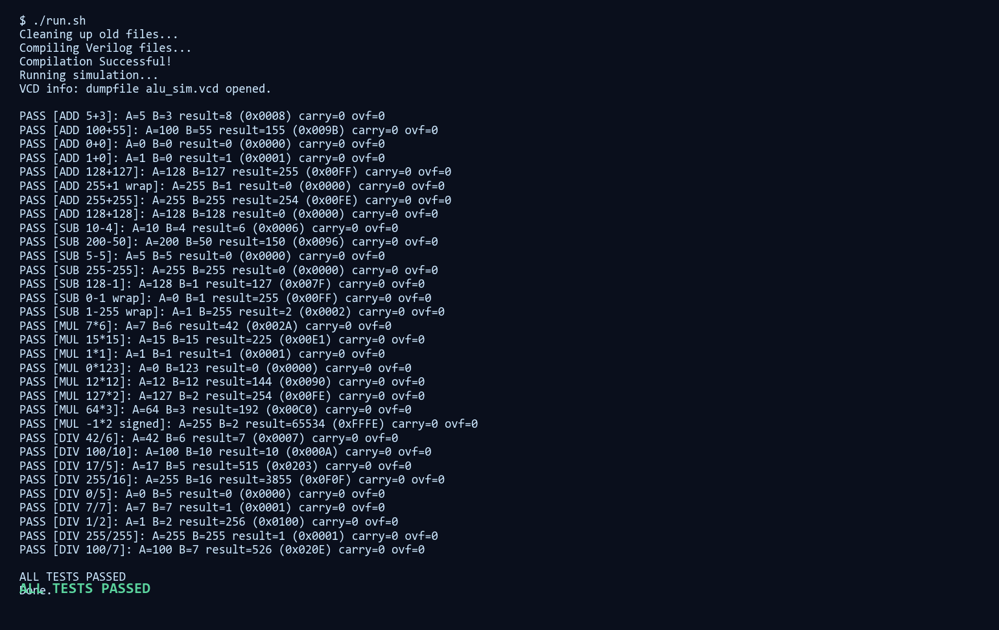 $ ./run.sh
Cleaning up old files...
Compiling Verilog files...
Compilation Successful!
Running simulation...
VCD info: dumpfile alu_sim.vcd opened.
PASS [ADD 5+3]: A=5 B=3 result=8 (0x0008) carry=0 ovf=0
PASS [ADD 100+55]: A=100 B=55 result=155 (0x009B) carry=0 ovf=0
PASS [ADD 0+0]: A=0 B=0 result=0 (0x0000) carry=0 ovf=0
PASS [ADD 1+0]: A=1 B=0 result=1 (0x0001) carry=0 ovf=0
PASS [ADD 128+127]: A=128 B=127 result=255 (0x00FF) carry=0 ovf=0
PASS [ADD 255+1 wrap]: A=255 B=1 result=0 (0x0000) carry=0 ovf=0
PASS [ADD 255+255]: A=255 B=255 result=254 (0x00FE) carry=0 ovf=0
PASS [ADD 128+128]: A=128 B=128 result=0 (0x0000) carry=0 ovf=0
PASS [SUB 10-4]: A=10 B=4 result=6 (0x0006) carry=0 ovf=0
PASS [SUB 200-50]: A=200 B=50 result=150 (0x0096) carry=0 ovf=0
PASS [SUB 5-5]: A=5 B=5 result=0 (0x0000) carry=0 ovf=0
PASS [SUB 255-255]: A=255 B=255 result=0 (0x0000) carry=0 ovf=0
PASS [SUB 128-1]: A=128 B=1 result=127 (0x007F) carry=0 ovf=0
PASS [SUB 0-1 wrap]: A=0 B=1 result=255 (0x00FF) carry=0 ovf=0
PASS [SUB 1-255 wrap]: A=1 B=255 result=2 (0x0002) carry=0 ovf=0
PASS [MUL 7*6]: A=7 B=6 result=42 (0x002A) carry=0 ovf=0
PASS [MUL 15*15]: A=15 B=15 result=225 (0x00E1) carry=0 ovf=0
PASS [MUL 1*1]: A=1 B=1 result=1 (0x0001) carry=0 ovf=0
PASS [MUL 0*123]: A=0 B=123 result=0 (0x0000) carry=0 ovf=0
PASS [MUL 12*12]: A=12 B=12 result=144 (0x0090) carry=0 ovf=0
PASS [MUL 127*2]: A=127 B=2 result=254 (0x00FE) carry=0 ovf=0
PASS [MUL 64*3]: A=64 B=3 result=192 (0x00C0) carry=0 ovf=0
PASS [MUL -1*2 signed]: A=255 B=2 result=65534 (0xFFFE) carry=0 ovf=0
PASS [DIV 42/6]: A=42 B=6 result=7 (0x0007) carry=0 ovf=0
PASS [DIV 100/10]: A=100 B=10 result=10 (0x000A) carry=0 ovf=0
PASS [DIV 17/5]: A=17 B=5 result=515 (0x0203) carry=0 ovf=0
PASS [DIV 255/16]: A=255 B=16 result=3855 (0x0F0F) carry=0 ovf=0
PASS [DIV 0/5]: A=0 B=5 result=0 (0x0000) carry=0 ovf=0
PASS [DIV 7/7]: A=7 B=7 result=1 (0x0001) carry=0 ovf=0
PASS [DIV 1/2]: A=1 B=2 result=256 (0x0100) carry=0 ovf=0
PASS [DIV 255/255]: A=255 B=255 result=1 (0x0001) carry=0 ovf=0
PASS [DIV 100/7]: A=100 B=7 result=526 (0x020E) carry=0 ovf=0
ALL TESTS PASSED
Done.
ALL TESTS PASSED